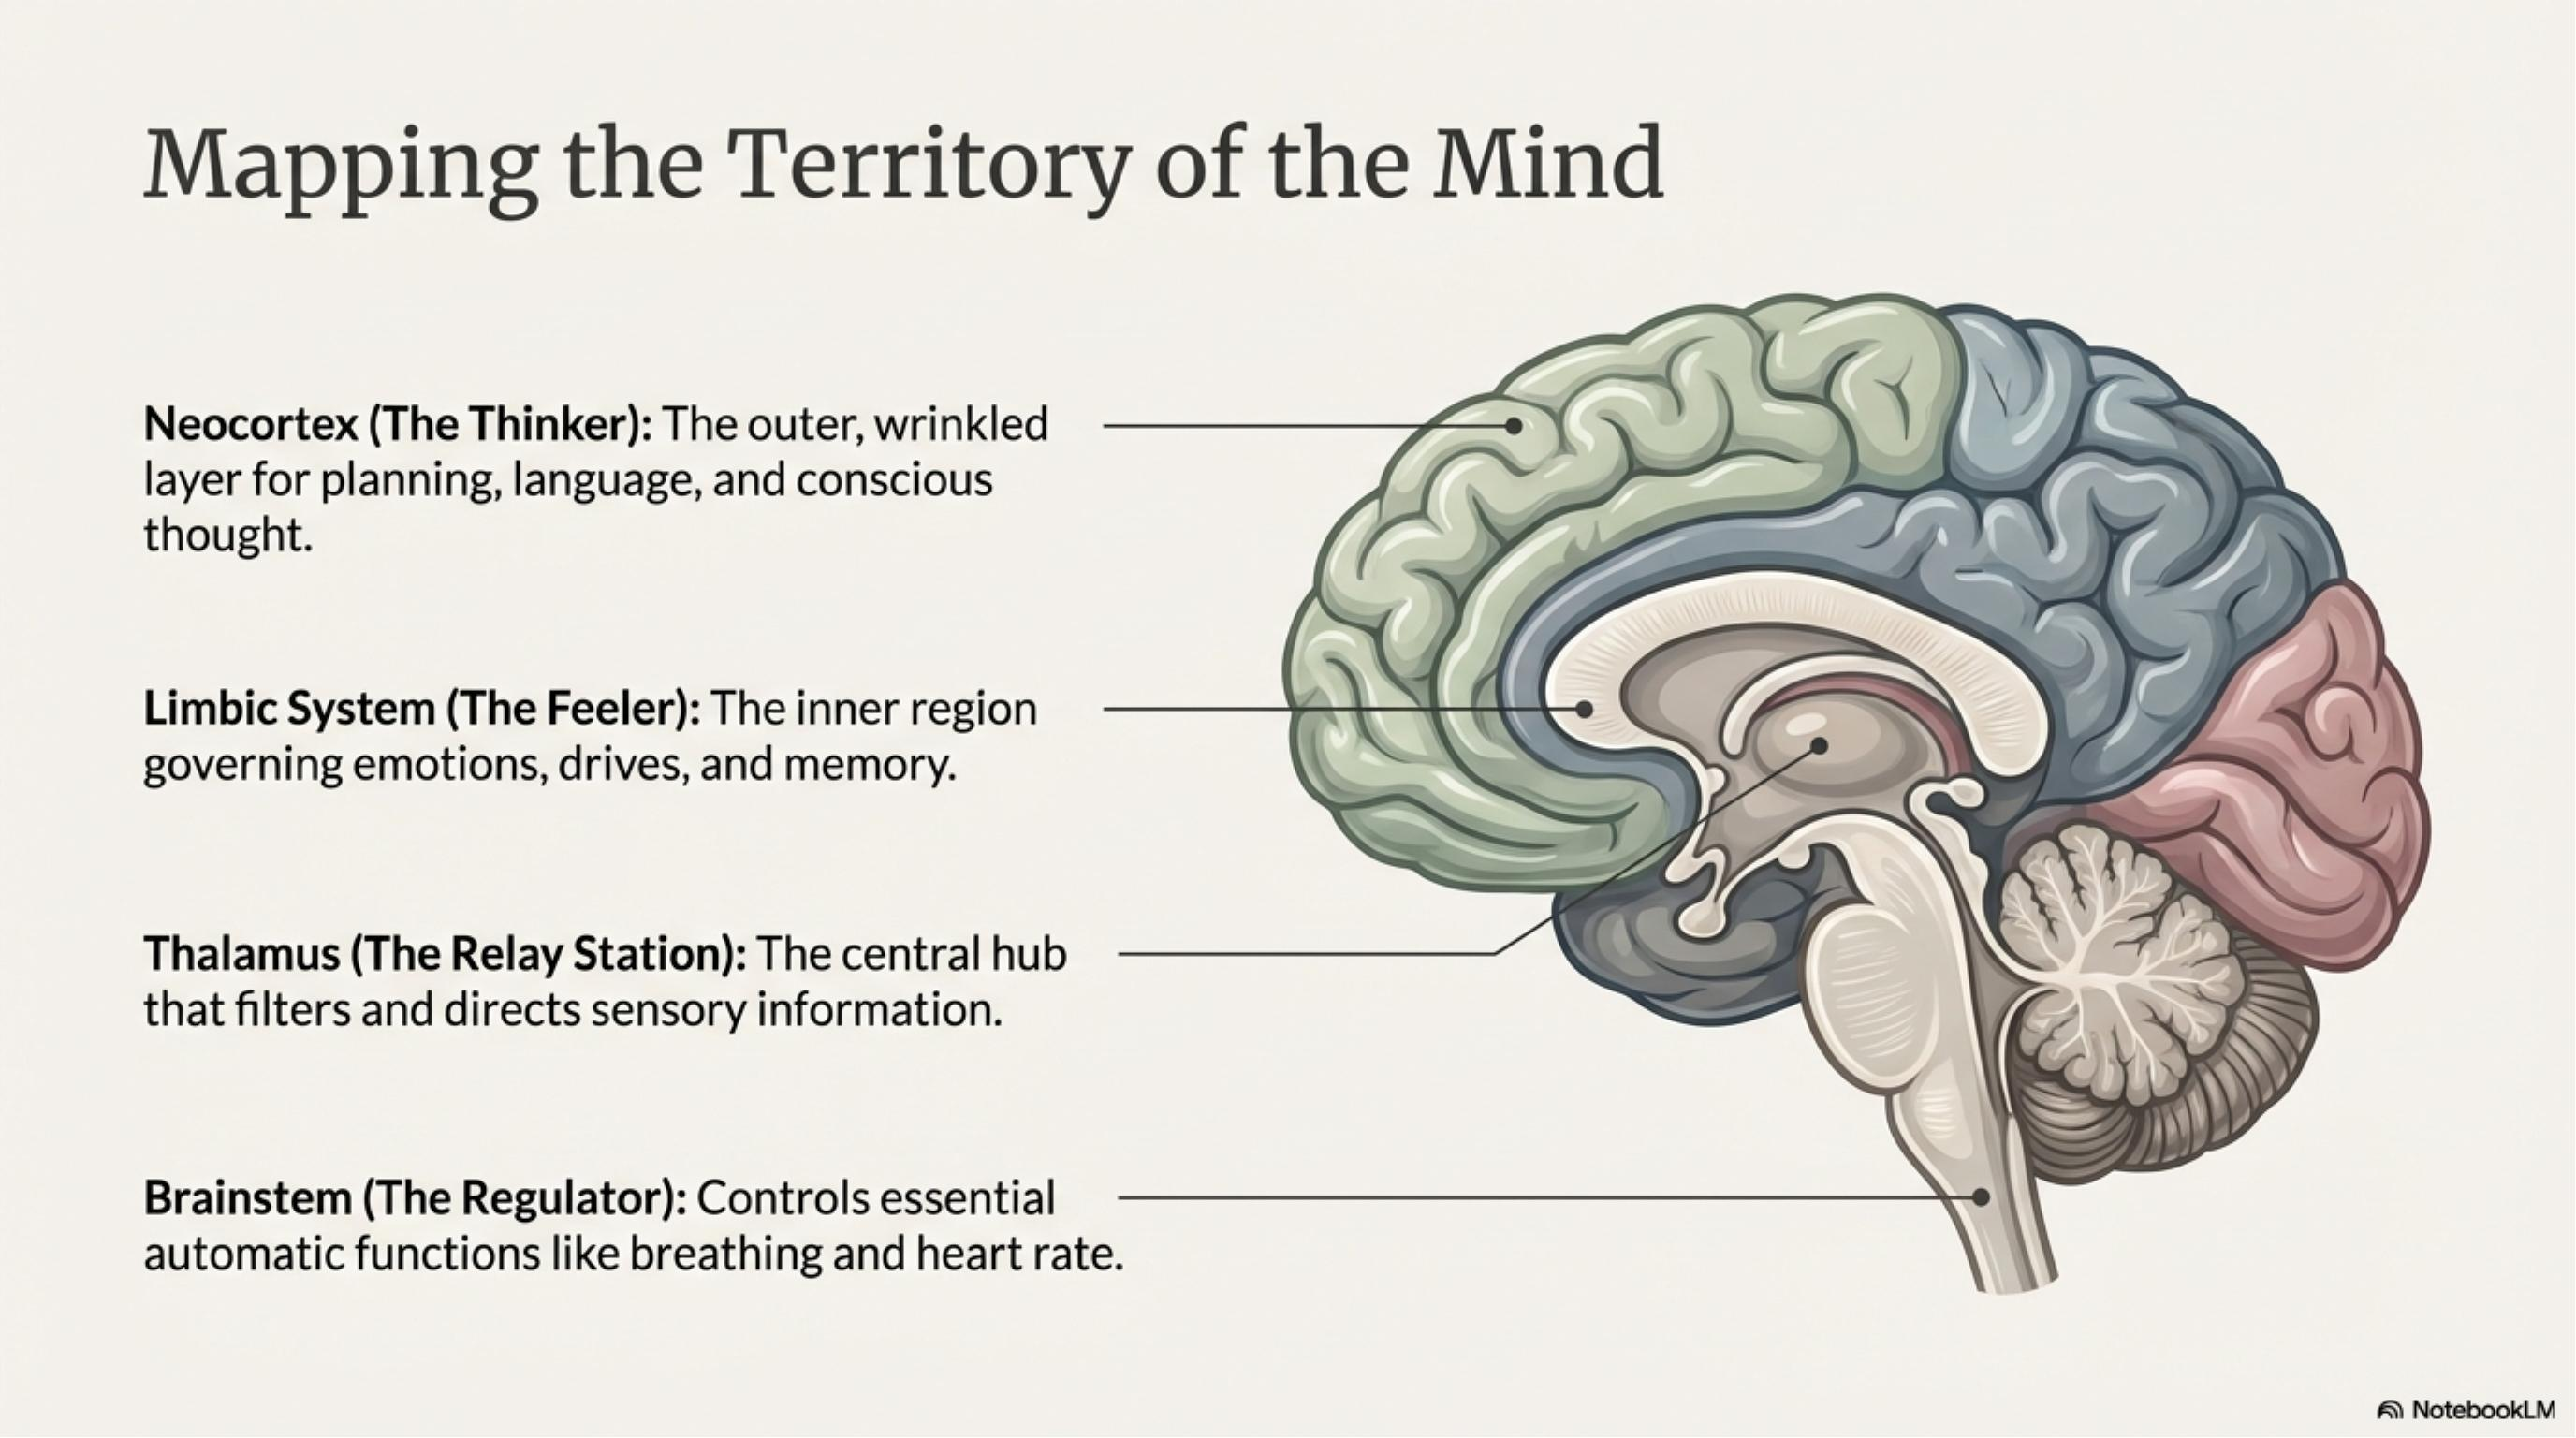 Mapping the Territory of the Mind
Neocortex (The Thinker): The outer, wrinkled
layer for planning, language, and conscious
thought.
Limbic System (The Feeler): The inner region
governing emotions, drives, and memory.
Thalamus (The Relay Station): The central hub
that filters and directs sensory information.
Brainstem (The Regulator): Controls essential
automatic functions like breathing and heart rate.
NotebookLM